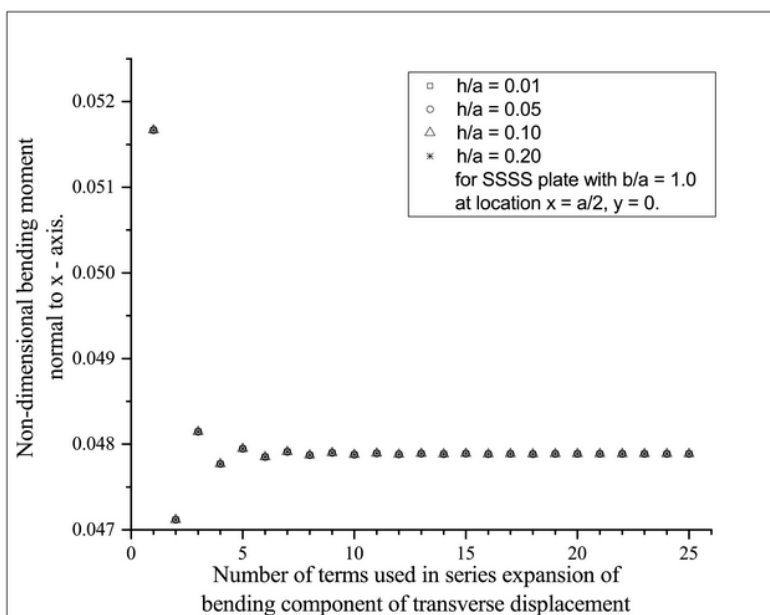 h/a = 0.01
h/a = 0.05
h/a = 0.10
h/a = 0.20
for SSSS plate with b/a = 1.0
at location x = a/2, y = 0.
Non-dimensional bending moment
normal to x - axis.
0.052
0.051
0.050
0.049
0.048
0.047
0 5 10 15 20 25
Number of terms used in series expansion of
bending component of transverse displacement